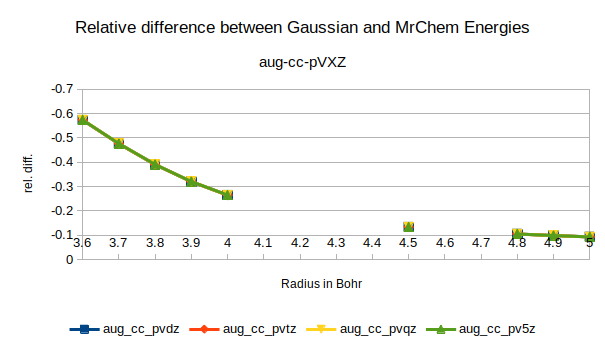 Relative difference between Gaussian and MrChem Energies
aug-cc-pVXZ
-0.7
-0.6
-0.5
-0.4
-0.3
-0.2
-0.1
0
rel. diff.
3.6 3.7 3.8 3.9 4 4.1 4.2 4.3 4.4 4.5 4.6 4.7 4.8 4.9 5
Radius in Bohr
aug_cc_pvdz aug_cc_pvtz aug_cc_pvqz aug_cc_pv5z